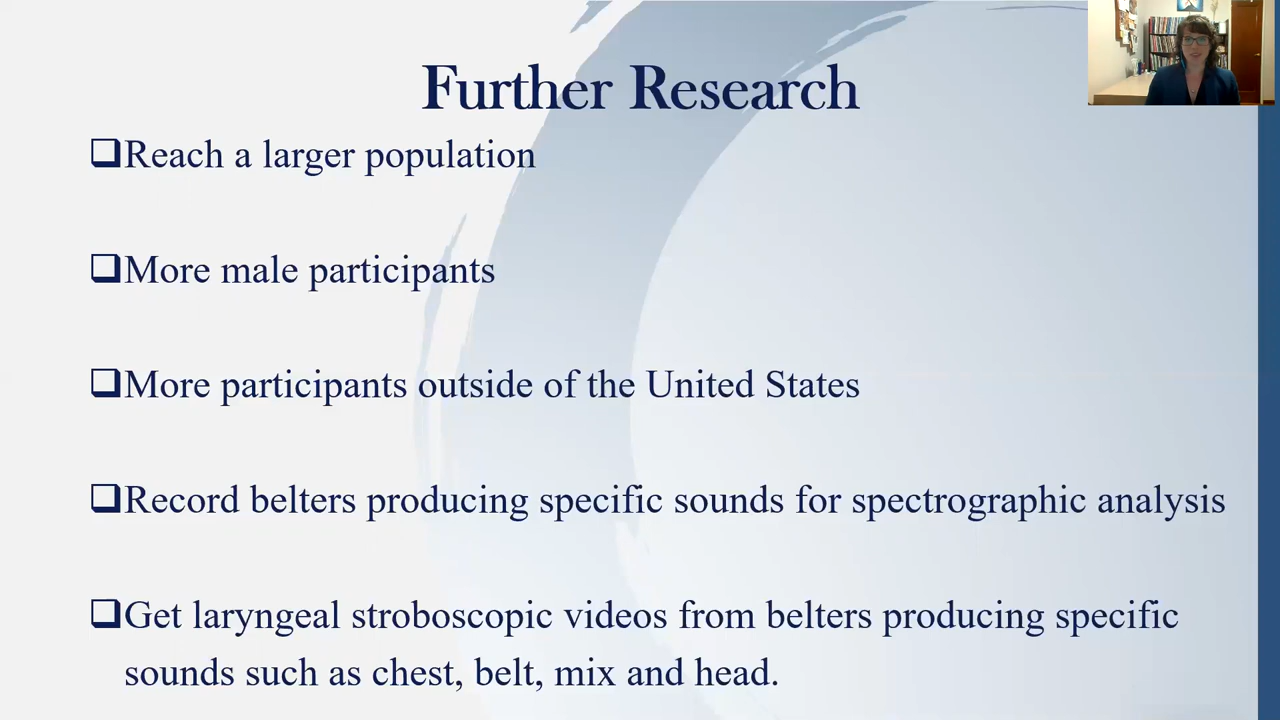 Further Research
❑Reach a larger population
❑More male participants
❑More participants outside of the United States
❑Record belters producing specific sounds for spectrographic analysis
❑Get laryngeal stroboscopic videos from belters producing specific
sounds such as chest, belt, mix and head.